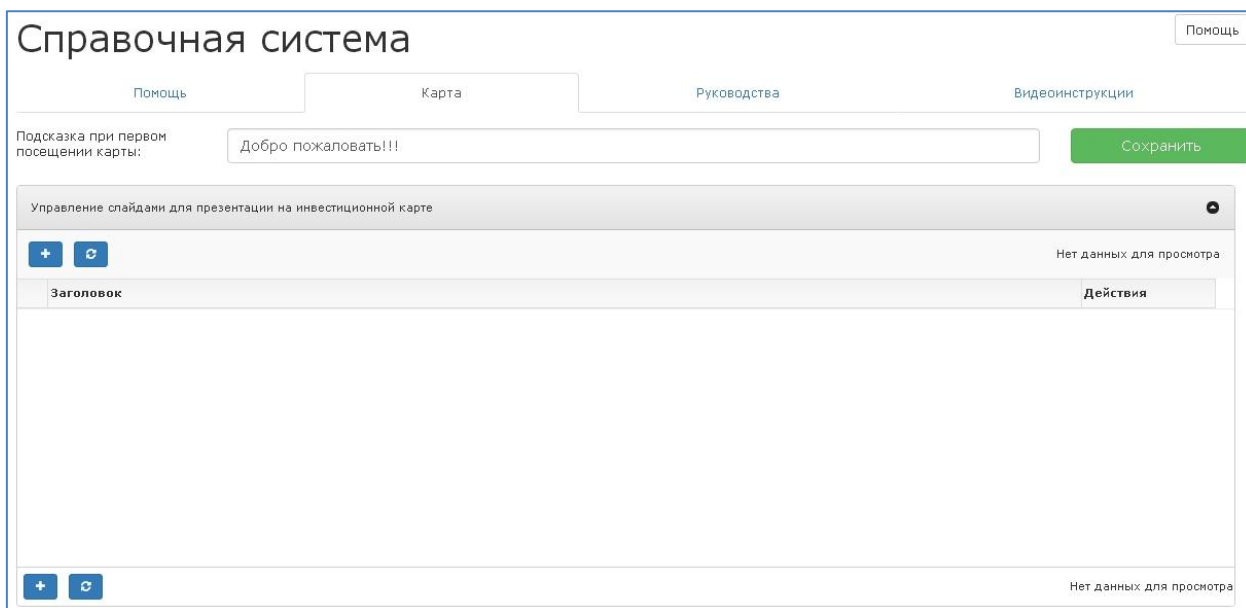 Справочная система
Помощь
Помощь
Карта
Руководства
Видеоинструкции
Подсказка при первом
посещении карты:
Добро пожаловать!!!
Сохранить
Управление слайдами для презентации на инвестиционной карте
Нет данных для просмотра
Заголовок
Действия
Нет данных для просмотра